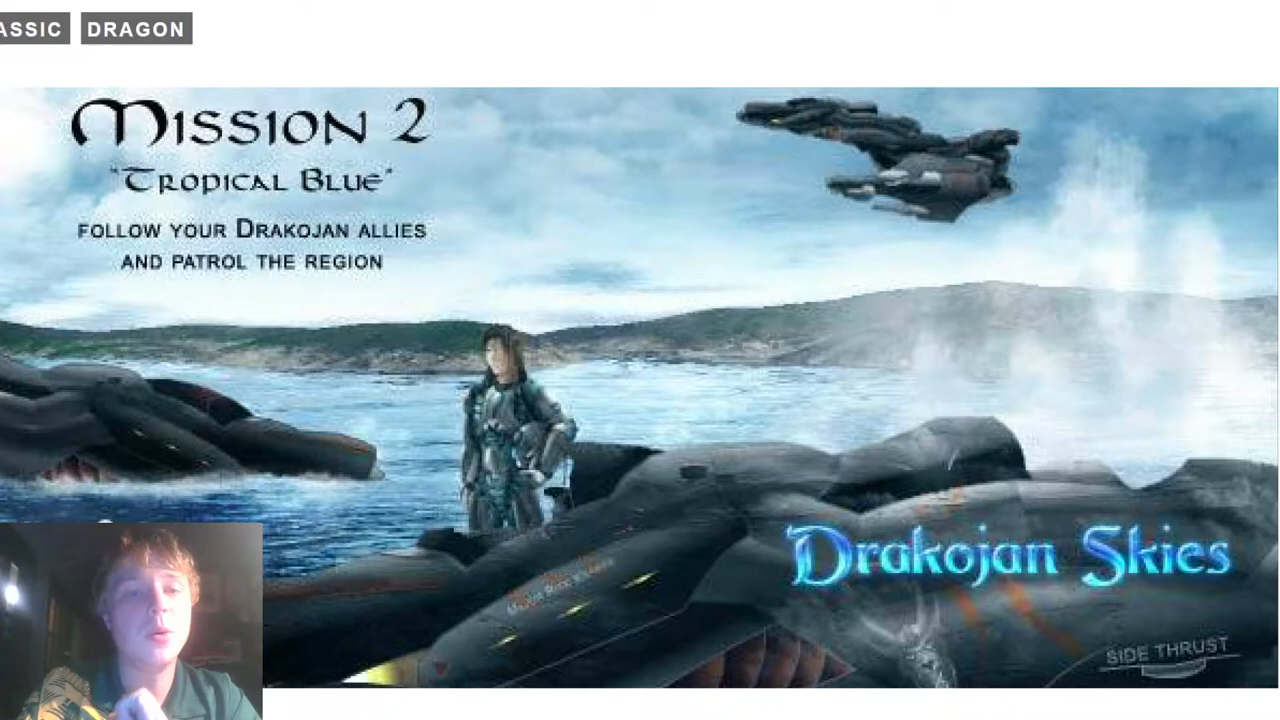 ASSIC DRAGON
MISSION 2
"TROPICAL BLUE"
FOLLOW YOUR DRAKOJAN ALLIES
AND PATROL THE REGION
Drakojan Skies
SIDE THRUST